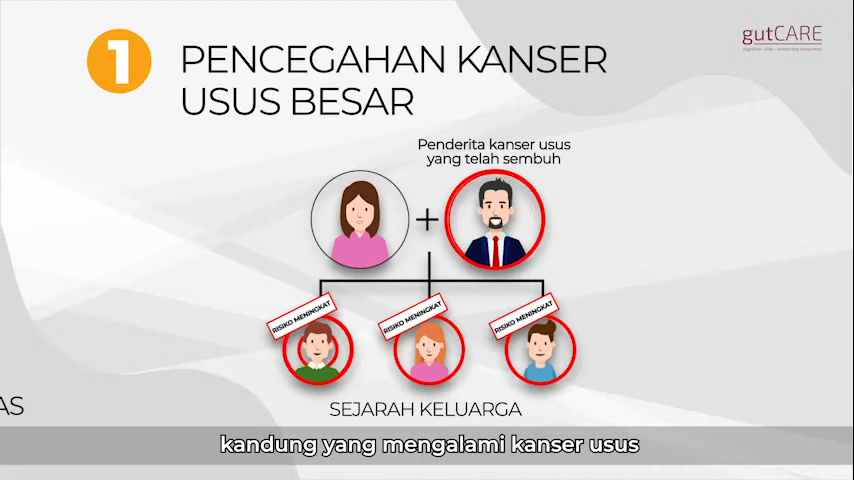 1
PENCEGAHAN KANSER
USUS BESAR
gutCARE
Penderita kanser usus
yang telah sembuh
RISIKO MENINGKAT
RISIKO MENINGKAT
RISIKO MENINGKAT
SEJARAH KELUARGA
AS
kandung yang mengalami kanser usus